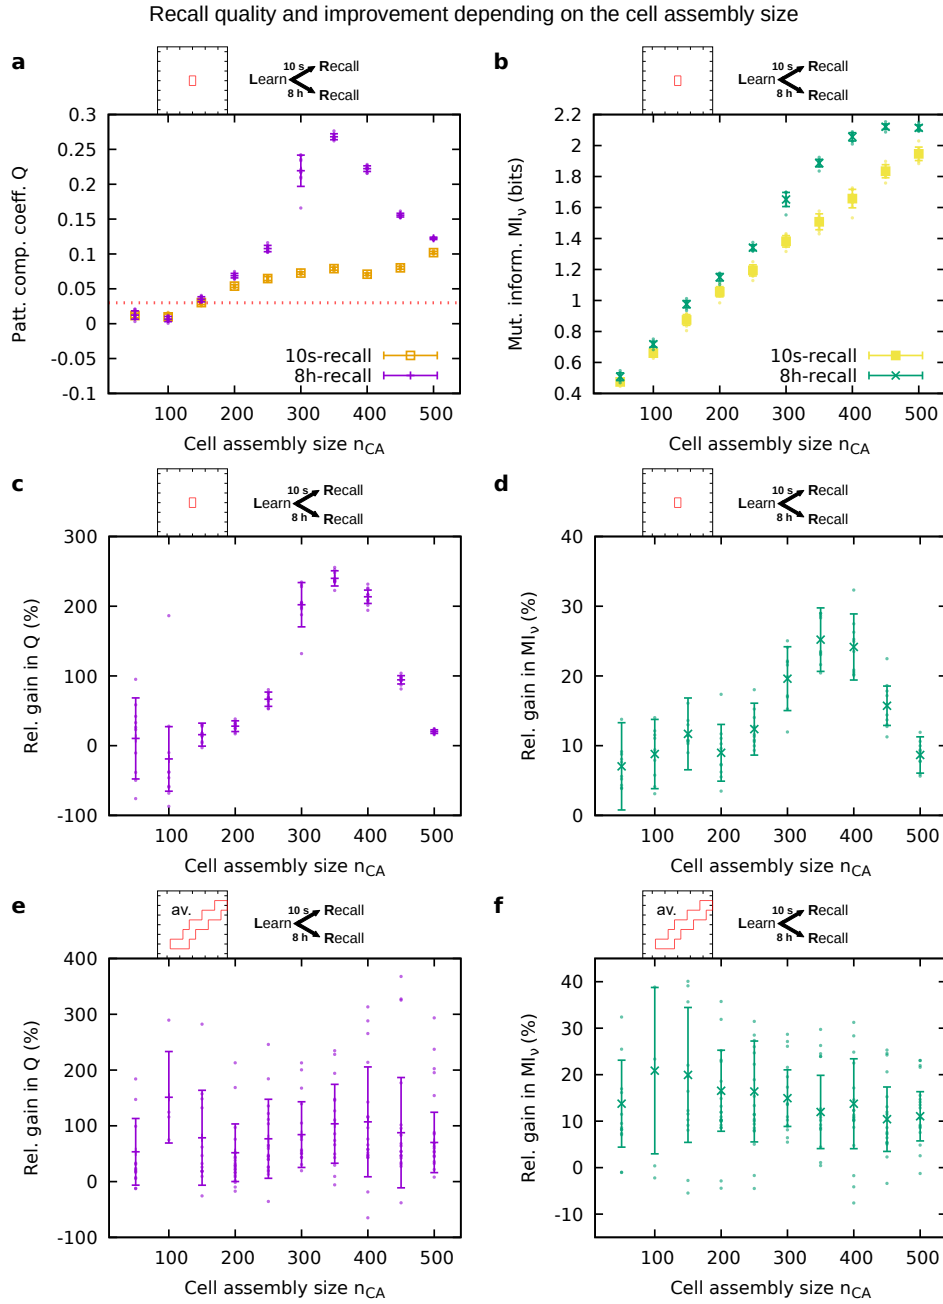 Recall quality and improvement depending on the cell assembly size
a
10 s
Learn
Recall
8 h
Recall
Patt. comp. coeff. Q
0.3
0.25
0.2
0.15
0.1
0.05
0
-0.05
-0.1
10s-recall
8h-recall
100 200 300 400 500
Cell assembly size nCA
b
10 s
Learn
Recall
8 h
Recall
Mut. inform. MIν (bits)
2.2
2
1.8
1.6
1.4
1.2
1
0.8
0.6
0.4
10s-recall
8h-recall
100 200 300 400 500
Cell assembly size nCA
c
10 s
Learn
Recall
8 h
Recall
Rel. gain in Q (%)
300
200
100
0
-100
100 200 300 400 500
Cell assembly size nCA
d
10 s
Learn
Recall
8 h
Recall
Rel. gain in MIν (%)
40
30
20
10
0
100 200 300 400 500
Cell assembly size nCA
e
av.
10 s
Learn
Recall
8 h
Recall
Rel. gain in Q (%)
400
300
200
100
0
-100
100 200 300 400 500
Cell assembly size nCA
f
av.
10 s
Learn
Recall
8 h
Recall
Rel. gain in MIν (%)
40
30
20
10
0
-10
100 200 300 400 500
Cell assembly size nCA